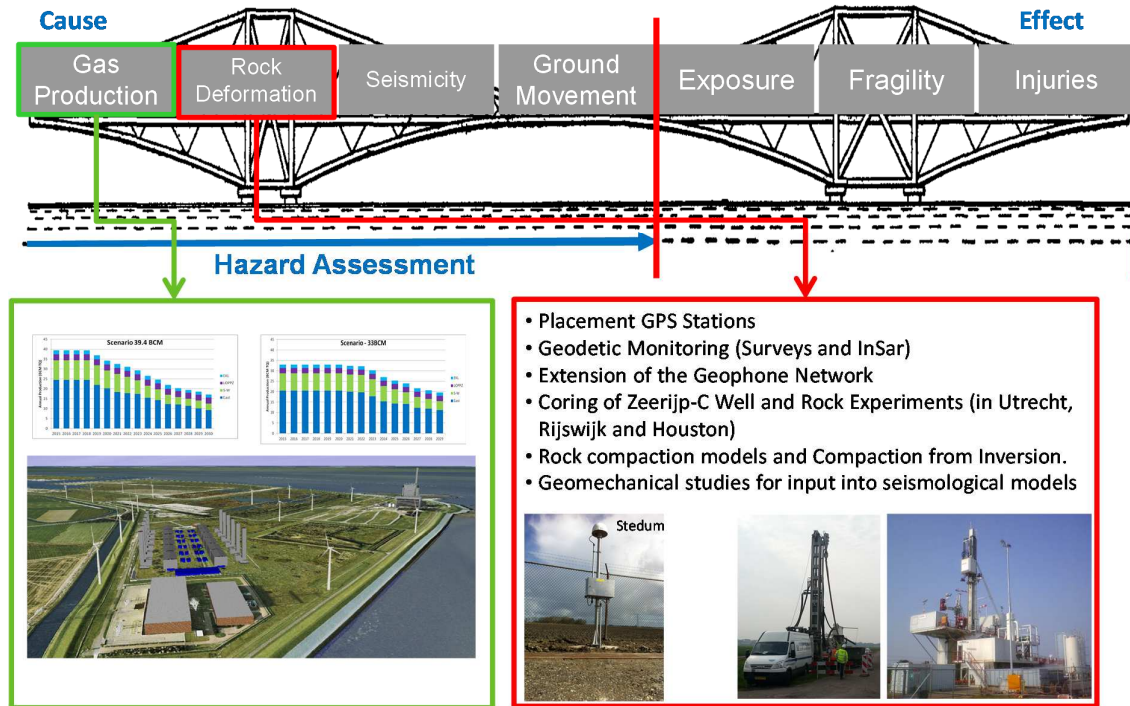 Cause
Effect
Gas
Production
Rock
Deformation
Seismicity
Ground
Movement
Exposure
Fragility
Injuries
Hazard Assessment
Scenario 39.4 BCM
Scenario - 33BCM
• Placement GPS Stations
• Geodetic Monitoring (Surveys and InSar)
• Extension of the Geophone Network
• Coring of Zeerijp-C Well and Rock Experiments (in Utrecht,
Rijswijk and Houston)
• Rock compaction models and Compaction from Inversion.
• Geomechanical studies for input into seismological models
Stedum